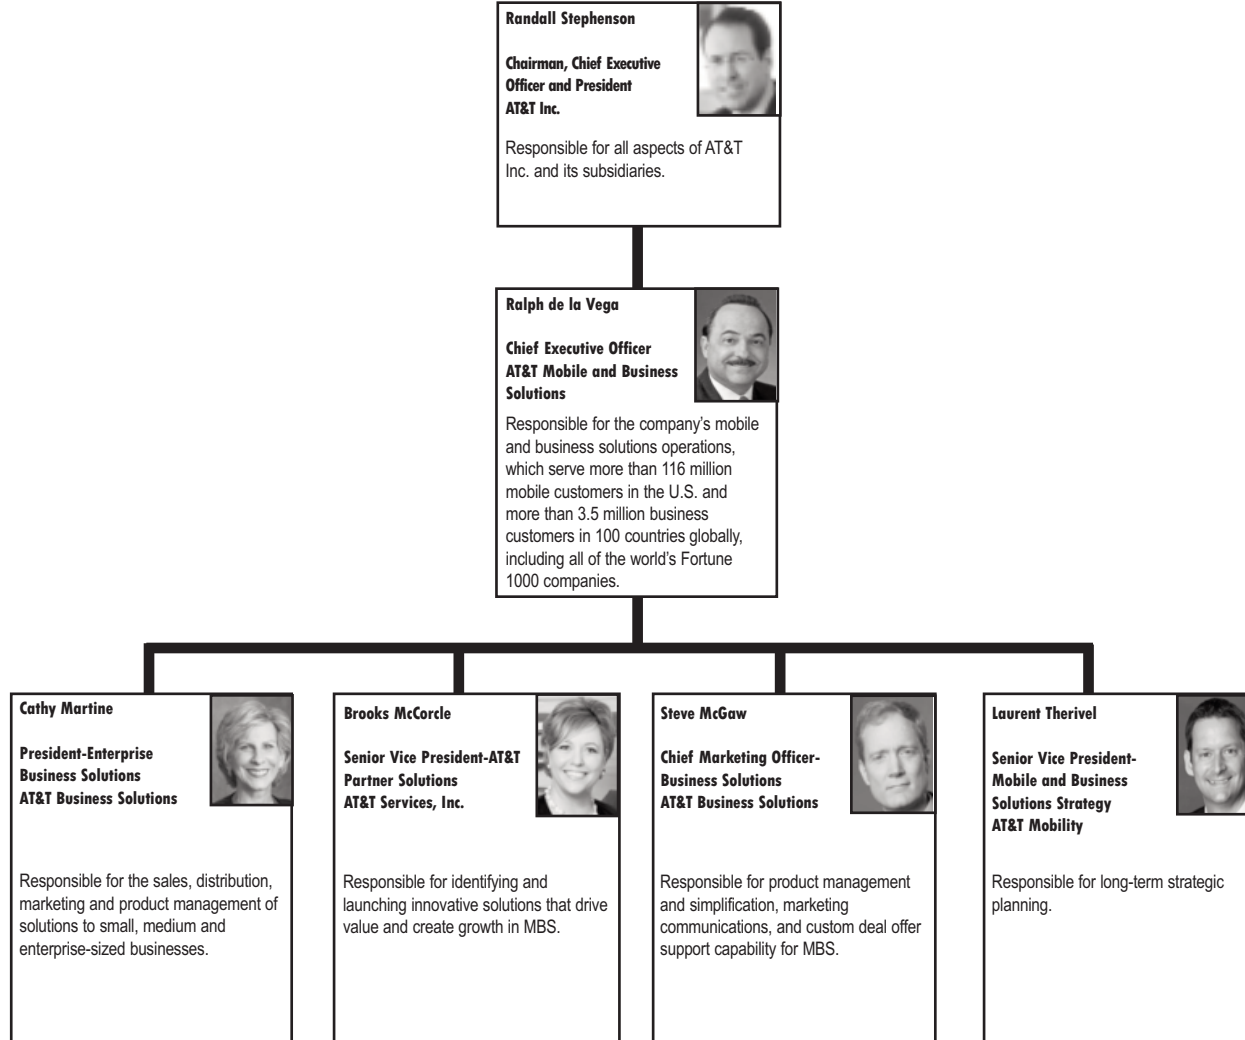 Randall Stephenson
Chairman, Chief Executive
Officer and President
AT&T Inc.
Responsible for all aspects of AT&T
Inc. and its subsidiaries.
Ralph de la Vega
Chief Executive Officer
AT&T Mobile and Business
Solutions
Responsible for the company’s mobile
and business solutions operations,
which serve more than 116 million
mobile customers in the U.S. and
more than 3.5 million business
customers in 100 countries globally,
including all of the world’s Fortune
1000 companies.
Cathy Martine
President-Enterprise
Business Solutions
AT&T Business Solutions
Responsible for the sales, distribution,
marketing and product management of
solutions to small, medium and
enterprise-sized businesses.
Brooks McCorcle
Senior Vice President-AT&T
Partner Solutions
AT&T Services, Inc.
Responsible for identifying and
launching innovative solutions that drive
value and create growth in MBS.
Steve McGaw
Chief Marketing Officer-
Business Solutions
AT&T Business Solutions
Responsible for product management
and simplification, marketing
communications, and custom deal offer
support capability for MBS.
Laurent Therivel
Senior Vice President-
Mobile and Business
Solutions Strategy
AT&T Mobility
Responsible for long-term strategic
planning.